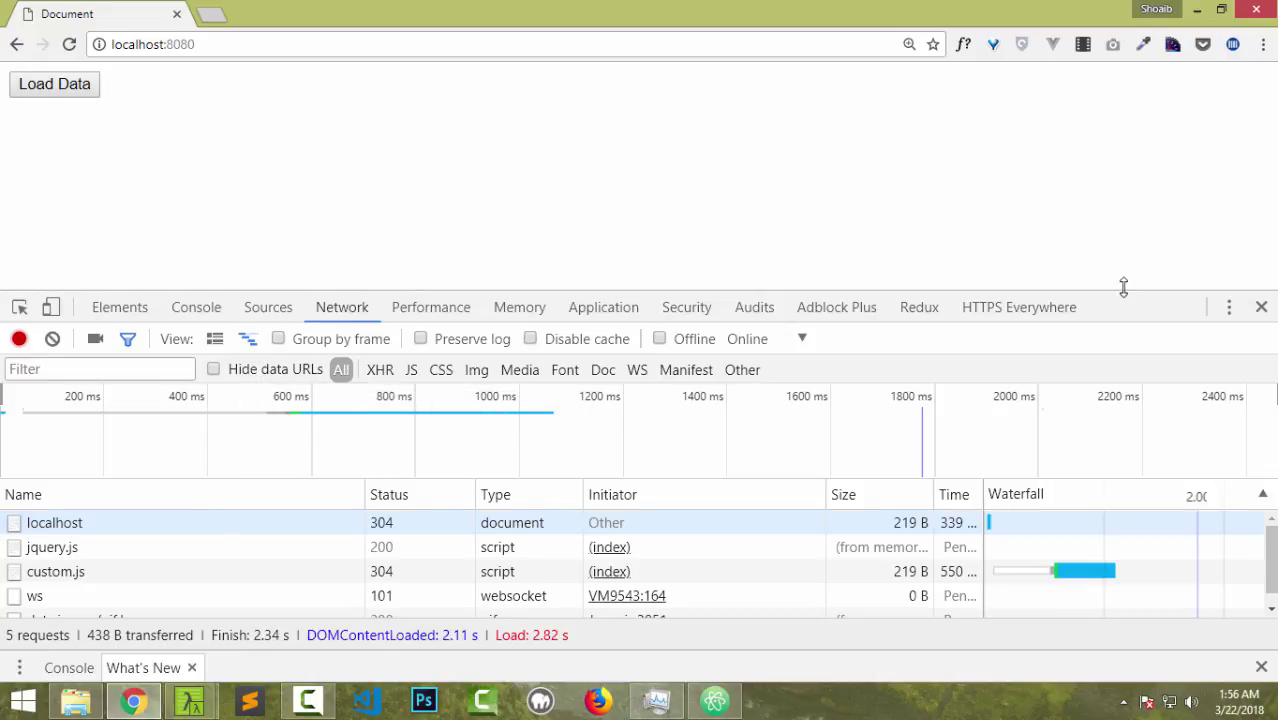 Document
Shoaib
localhost:8080
f?
Load Data
Elements Console Sources Network Performance Memory Application Security Audits Adblock Plus Redux HTTPS Everywhere
View: Group by frame Preserve log Disable cache Offline Online
Filter Hide data URLs All XHR JS CSS Img Media Font Doc WS Manifest Other
200 ms 400 ms 600 ms 800 ms 1000 ms 1200 ms 1400 ms 1600 ms 1800 ms 2000 ms 2200 ms 2400 ms
Name Status Type Initiator Size Time Waterfall 2.00
localhost 304 document Other 219 B 339 ...
jquery.js 200 script (index) (from memor... Pen...
custom.js 304 script (index) 219 B 550 ...
ws 101 websocket VM9543:164 0 B Pen...
5 requests | 438 B transferred | Finish: 2.34 s | DOMContentLoaded: 2.11 s | Load: 2.82 s
Console What's New
Ps
1:56 AM
3/22/2018